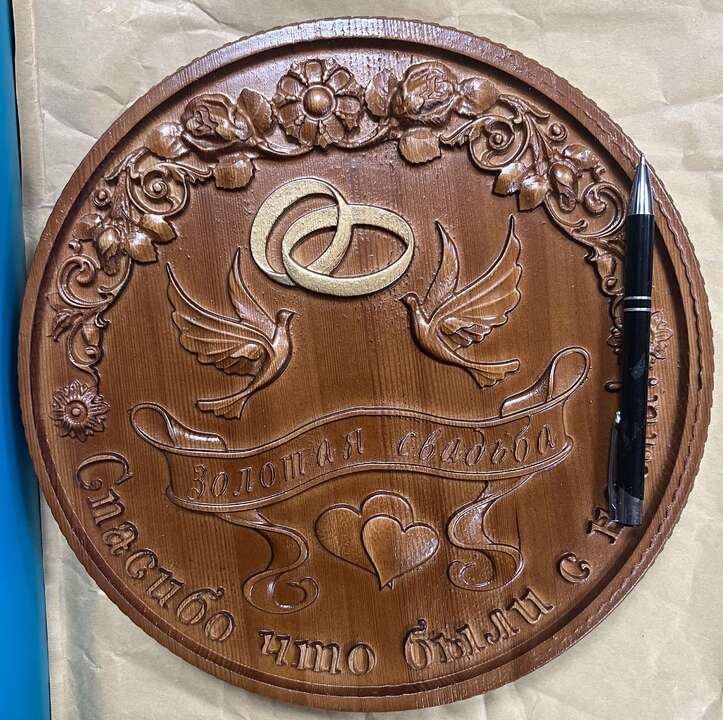 Золотая свадьба
Спасибо что были с